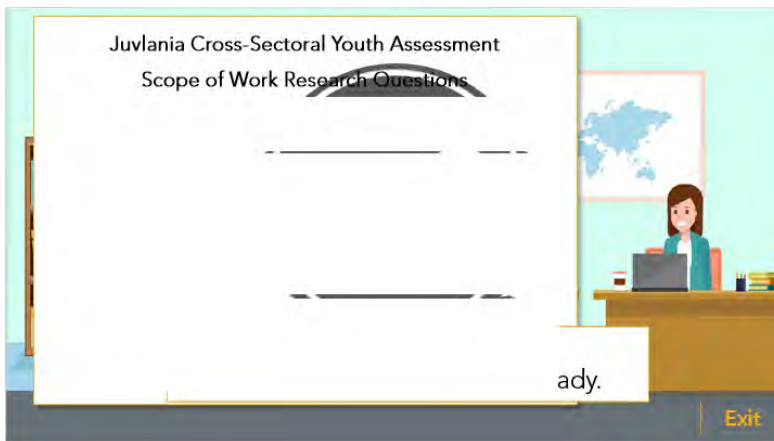 Juvlania Cross-Sectoral Youth Assessment
Scope of Work Research Questions
ady.
Exit